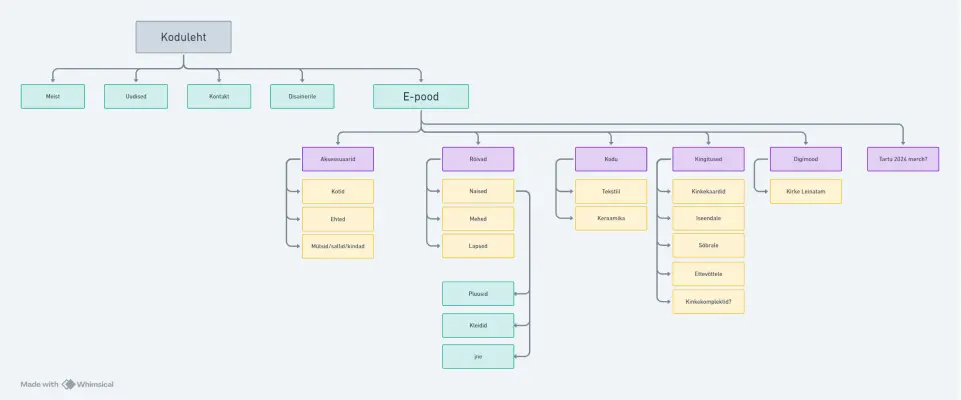 Koduleht
Meist
Uudised
Kontakt
Disainerile
E-pood
Aksessuaarid
Rõivad
Kodu
Kingitused
Digimood
Tartu 2024 merch?
Kotid
Naised
Tekstiil
Kinkekaardid
Kirke Leinatam
Ehted
Mehed
Keraamika
Iseendale
Mütsid/sallid/kindad
Lapsed
Sõbrale
Ettevõttele
Pluusid
Kinkekomplektid?
Kleidid
jne
Made with Whimsical